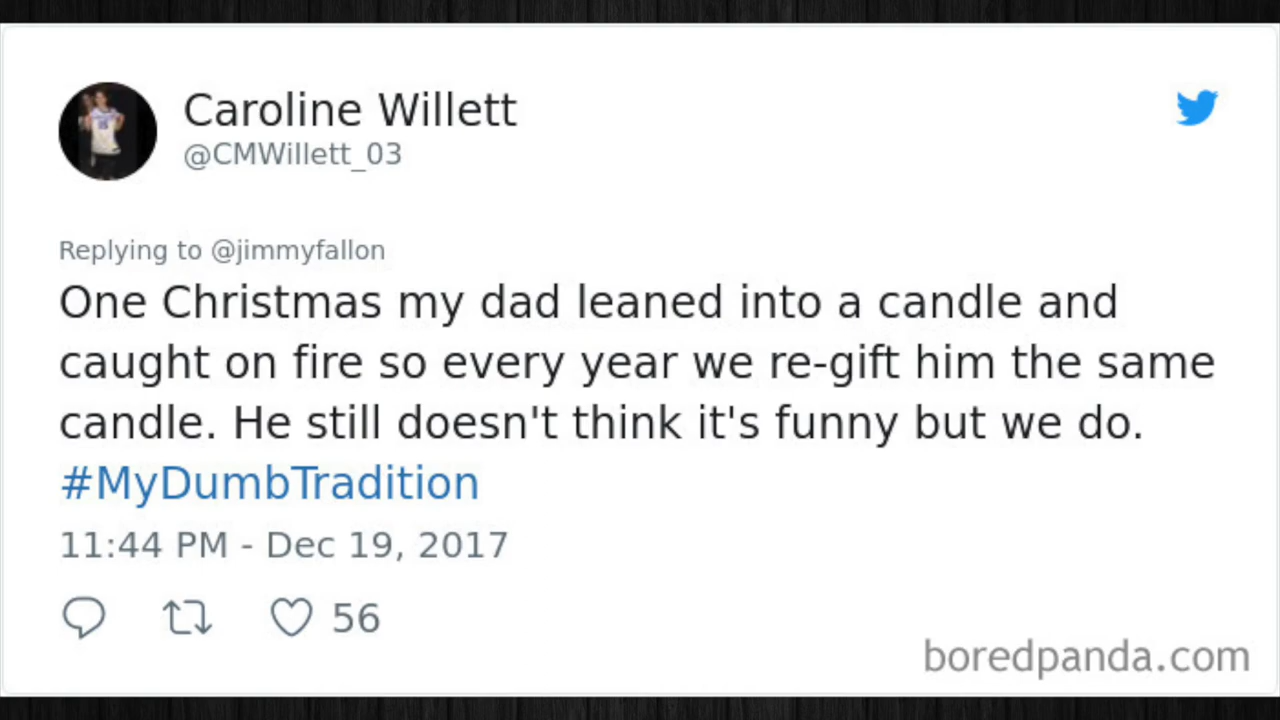 Caroline Willett
@CMWillett_03
Replying to @jimmyfallon
One Christmas my dad leaned into a candle and
caught on fire so every year we re-gift him the same
candle. He still doesn't think it's funny but we do.
#MyDumbTradition
11:44 PM - Dec 19, 2017
56
boredpanda.com